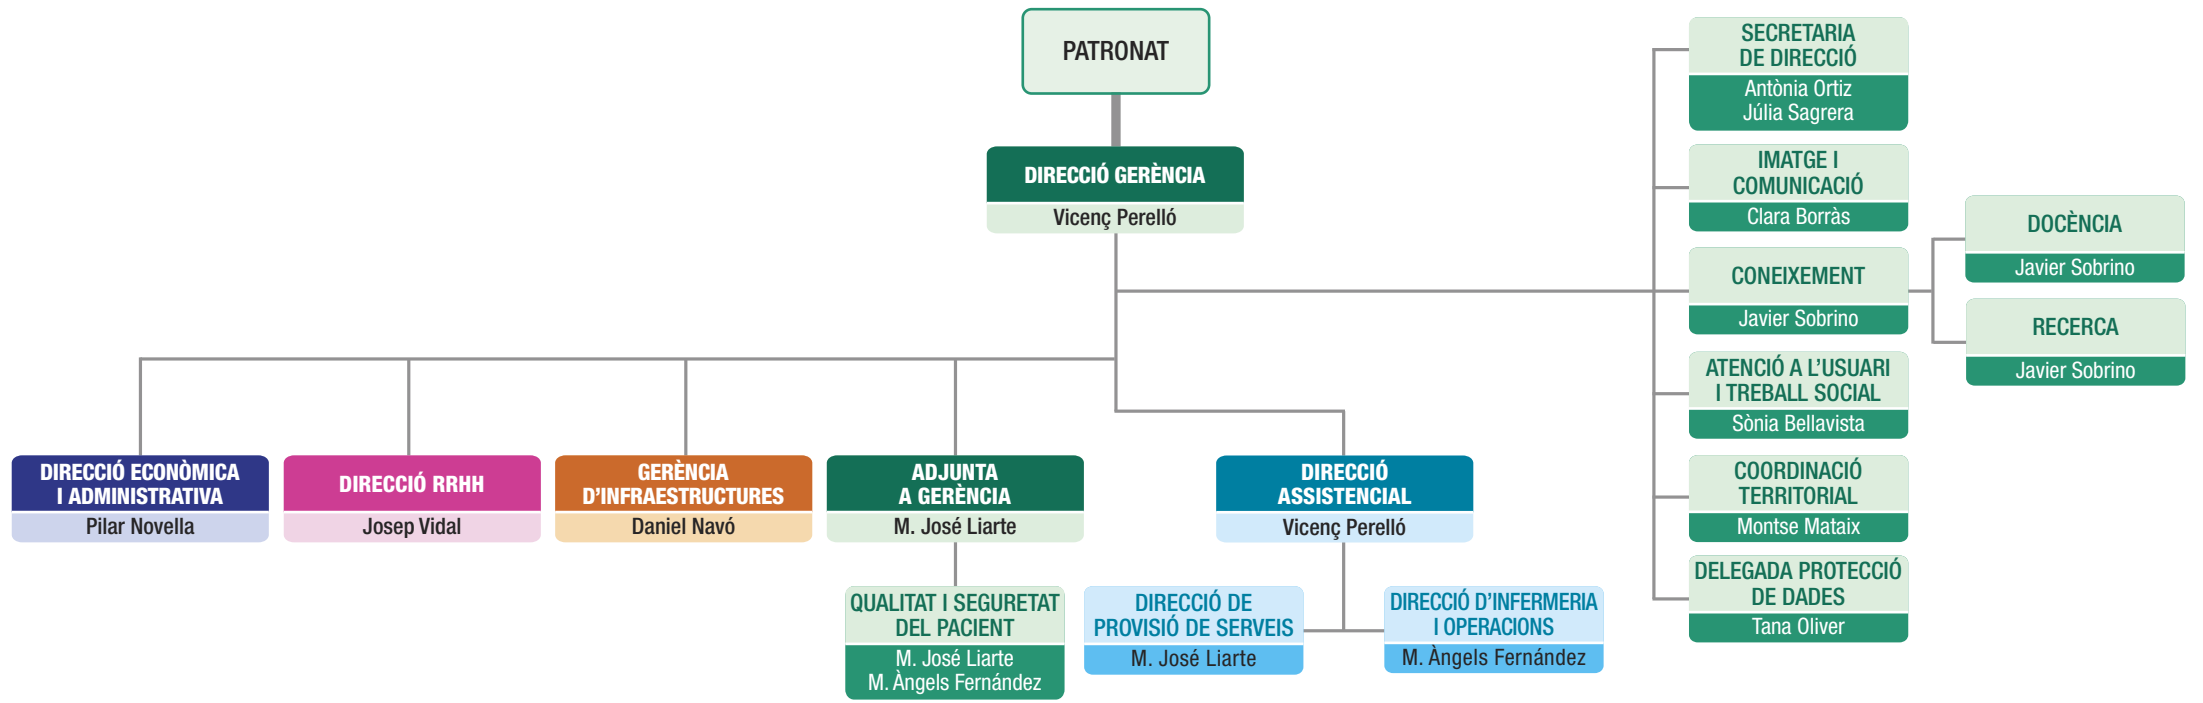 PATRONAT
DIRECCIÓ GERÈNCIA
Vicenç Perelló
SECRETARIA
DE DIRECCIÓ
Antònia Ortiz
Júlia Sagrera
IMATGE I
COMUNICACIÓ
Clara Borràs
CONEIXEMENT
Javier Sobrino
DOCÈNCIA
Javier Sobrino
RECERCA
Javier Sobrino
ATENCIÓ A L’USUARI
I TREBALL SOCIAL
Sònia Bellavista
COORDINACIÓ
TERRITORIAL
Montse Mataix
DELEGADA PROTECCIÓ
DE DADES
Tana Oliver
DIRECCIÓ ECONÒMICA
I ADMINISTRATIVA
Pilar Novella
DIRECCIÓ RRHH
Josep Vidal
GERÈNCIA
D’INFRAESTRUCTURES
Daniel Navó
ADJUNTA
A GERÈNCIA
M. José Liarte
DIRECCIÓ
ASSISTENCIAL
Vicenç Perelló
QUALITAT I SEGURETAT
DEL PACIENT
M. José Liarte
M. Àngels Fernández
DIRECCIÓ DE
PROVISIÓ DE SERVEIS
M. José Liarte
DIRECCIÓ D’INFERMERIA
I OPERACIONS
M. Àngels Fernández